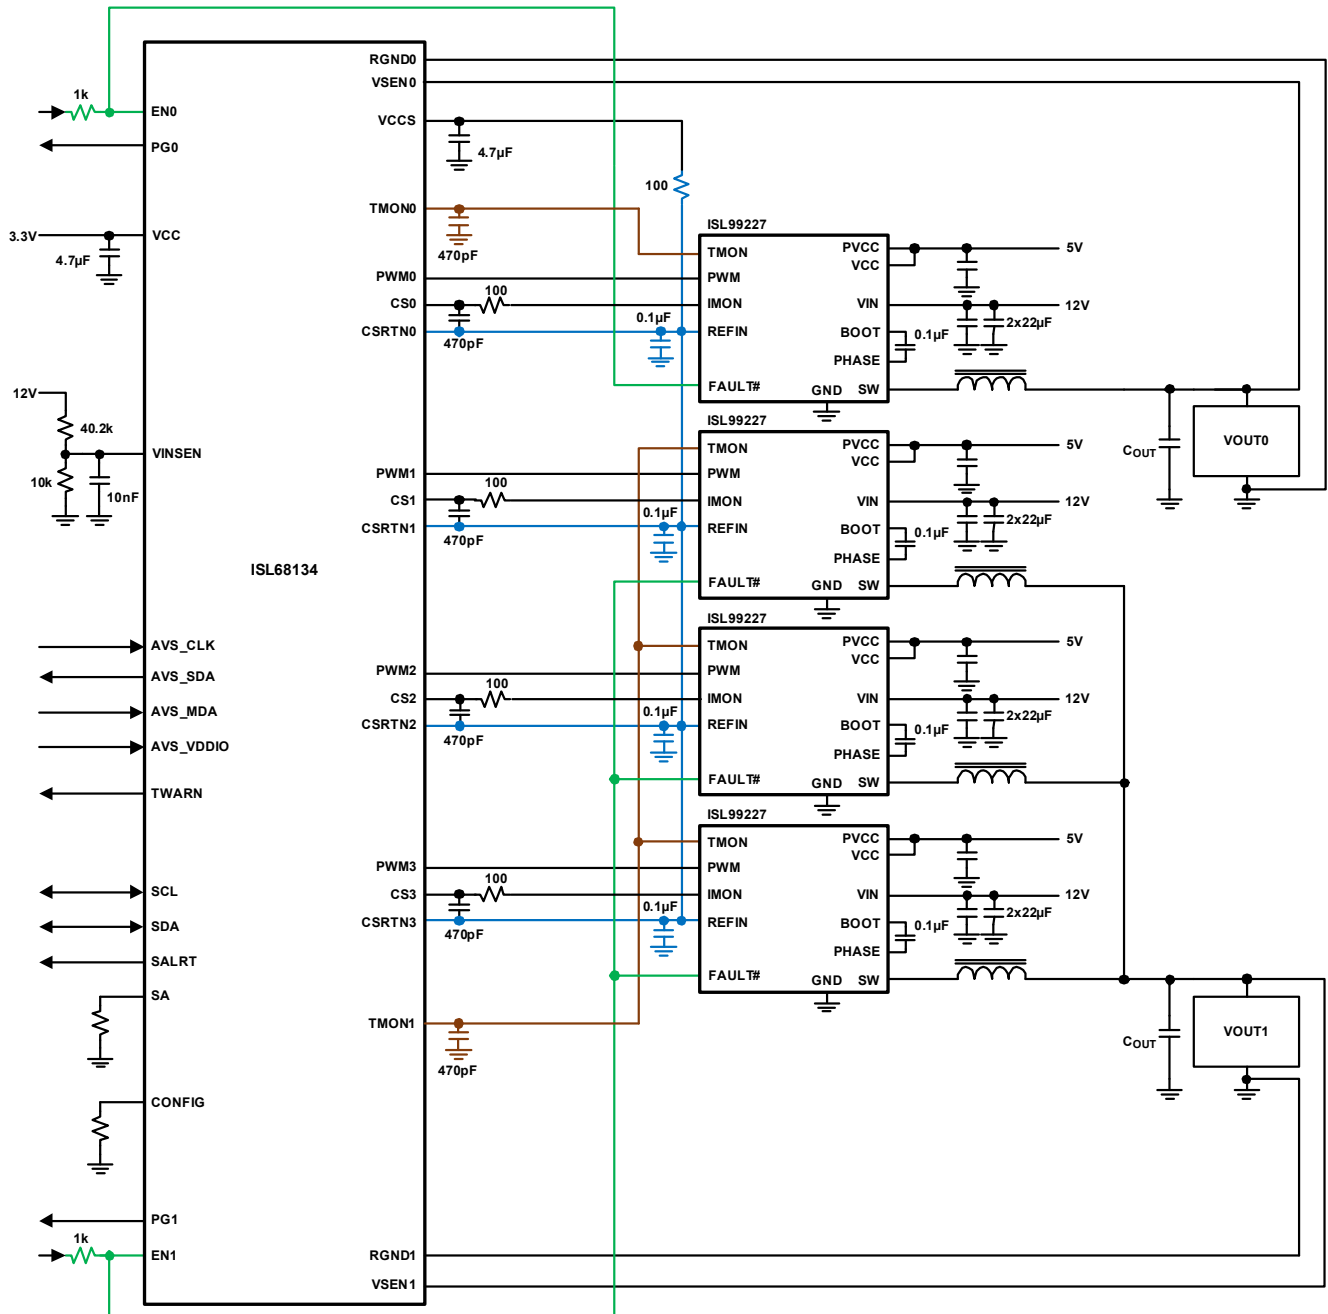 RGND0
VSEN0
1k
EN0
VCCS
PG0
4.7µF
100
TMON0
ISL99227
3.3V
VCC
4.7µF
470pF
TMON
PVCC
VCC
5V
PWM0
PWM
CS0
100
IMON
VIN
12V
CSRTN0
470pF
0.1µF
REFIN
BOOT
0.1µF
2x22µF
PHASE
FAULT#
GND
SW
12V
40.2k
VINSEN
10k
10nF
ISL99227
TMON
PVCC
VCC
5V
COUT
VOUT0
PWM1
PWM
CS1
100
IMON
VIN
12V
CSRTN1
470pF
0.1µF
REFIN
BOOT
0.1µF
2x22µF
PHASE
ISL68134
FAULT#
GND
SW
ISL99227
AVS_CLK
TMON
PVCC
VCC
5V
AVS_SDA
PWM2
PWM
CS2
100
IMON
VIN
12V
AVS_MDA
CSRTN2
470pF
0.1µF
REFIN
BOOT
0.1µF
2x22µF
AVS_VDDIO
PHASE
TWARN
FAULT#
GND
SW
ISL99227
TMON
PVCC
VCC
5V
PWM3
PWM
SCL
CS3
100
IMON
VIN
12V
SDA
CSRTN3
470pF
0.1µF
REFIN
BOOT
0.1µF
2x22µF
PHASE
SALRT
FAULT#
GND
SW
SA
TMON1
470pF
COUT
VOUT1
CONFIG
PG1
1k
EN1
RGND1
VSEN1